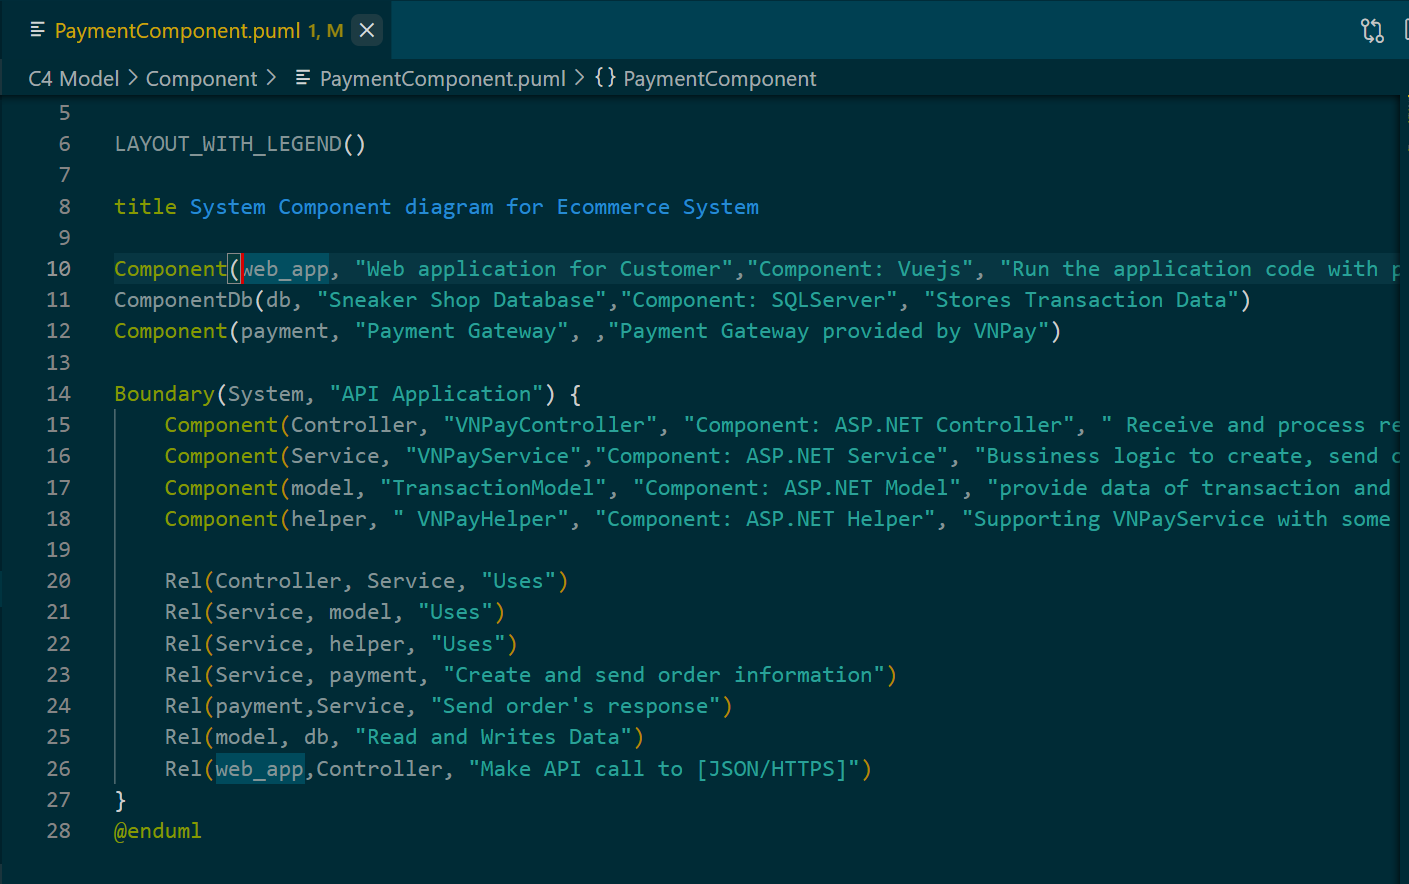 PaymentComponent.puml 1, M
C4 Model > Component > PaymentComponent.puml > {} PaymentComponent
5
6 LAYOUT_WITH_LEGEND()
7
8 title System Component diagram for Ecommerce System
9
10 Component(web_app, "Web application for Customer","Component: Vuejs", "Run the application code with p
11 ComponentDb(db, "Sneaker Shop Database","Component: SQLServer", "Stores Transaction Data")
12 Component(payment, "Payment Gateway", ,"Payment Gateway provided by VNPay")
13
14 Boundary(System, "API Application") {
15 Component(Controller, "VNPayController", "Component: ASP.NET Controller", " Receive and process re
16 Component(Service, "VNPayService","Component: ASP.NET Service", "Bussiness logic to create, send
17 Component(model, "TransactionModel", "Component: ASP.NET Model", "provide data of transaction and
18 Component(helper, " VNPayHelper", "Component: ASP.NET Helper", "Supporting VNPayService with some
19
20 Rel(Controller, Service, "Uses")
21 Rel(Service, model, "Uses")
22 Rel(Service, helper, "Uses")
23 Rel(Service, payment, "Create and send order information")
24 Rel(payment,Service, "Send order's response")
25 Rel(model, db, "Read and Writes Data")
26 Rel(web_app,Controller, "Make API call to [JSON/HTTPS]")
27 }
28 @enduml